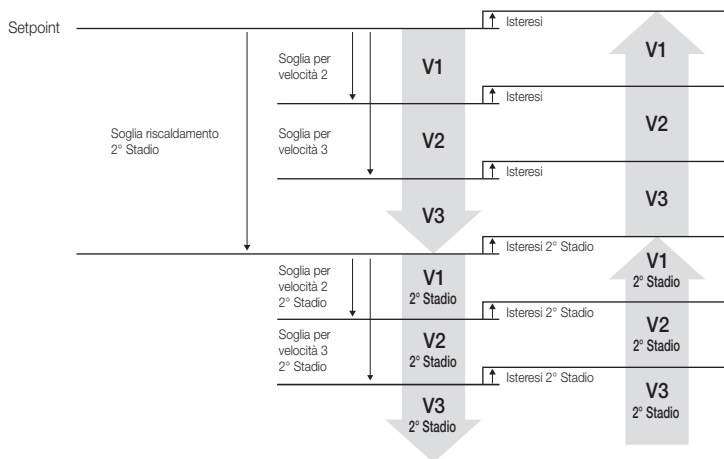 Setpoint
Isteresi
V1
V1
Soglia per
velocità 2
Isteresi
Soglia riscaldamento
2° Stadio
Soglia per
velocità 3
V2
V2
Isteresi
V3
V3
Isteresi 2° Stadio
Soglia per
velocità 2
2° Stadio
V1
2° Stadio
V1
2° Stadio
Isteresi 2° Stadio
Soglia per
velocità 3
2° Stadio
V2
2° Stadio
V2
2° Stadio
Isteresi 2° Stadio
V3
2° Stadio
V3
2° Stadio